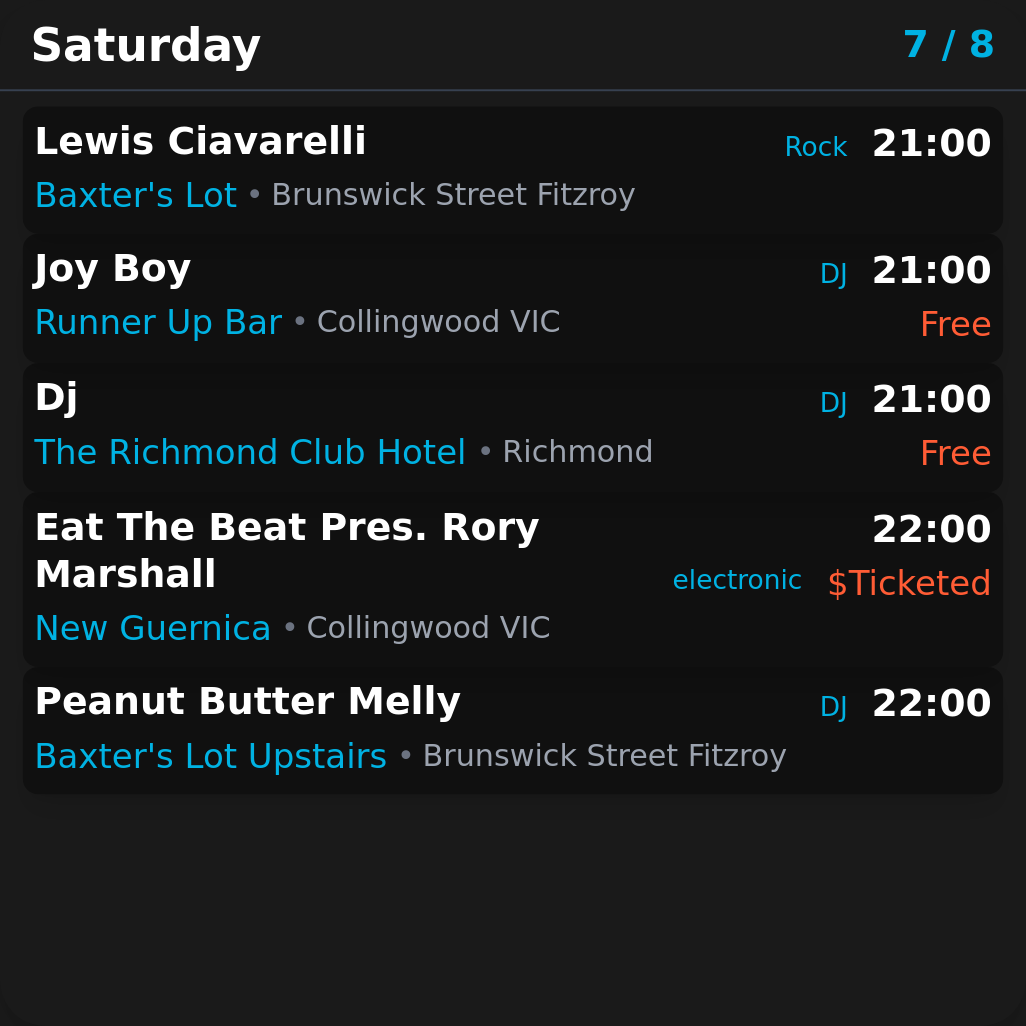 Saturday 7 / 8
Lewis Ciavarelli Rock 21:00
Baxter's Lot • Brunswick Street Fitzroy
Joy Boy DJ 21:00
Runner Up Bar • Collingwood VIC Free
Dj DJ 21:00
The Richmond Club Hotel • Richmond Free
Eat The Beat Pres. Rory 22:00
Marshall electronic $Ticketed
New Guernica • Collingwood VIC
Peanut Butter Melly DJ 22:00
Baxter's Lot Upstairs • Brunswick Street Fitzroy